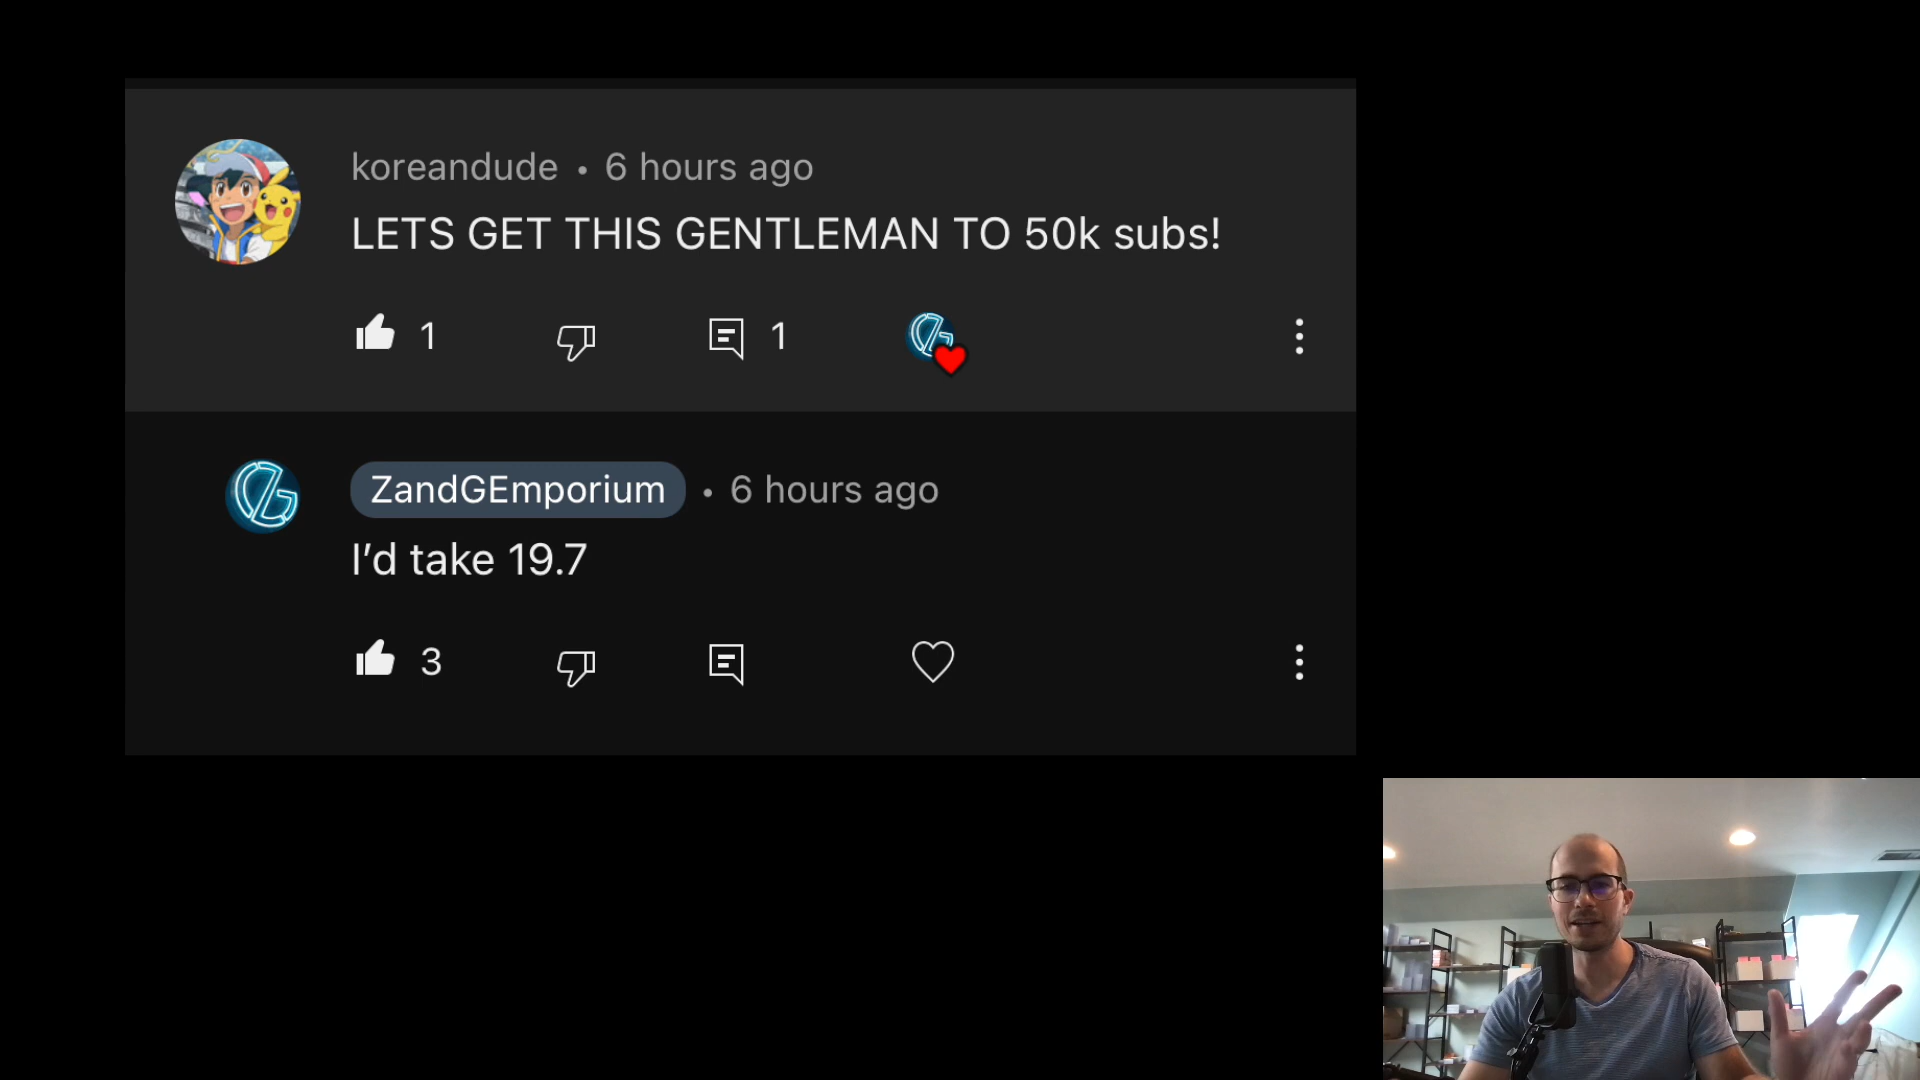 koreandude • 6 hours ago
LETS GET THIS GENTLEMAN TO 50k subs!
1
1
ZandGEmporium • 6 hours ago
I’d take 19.7
3